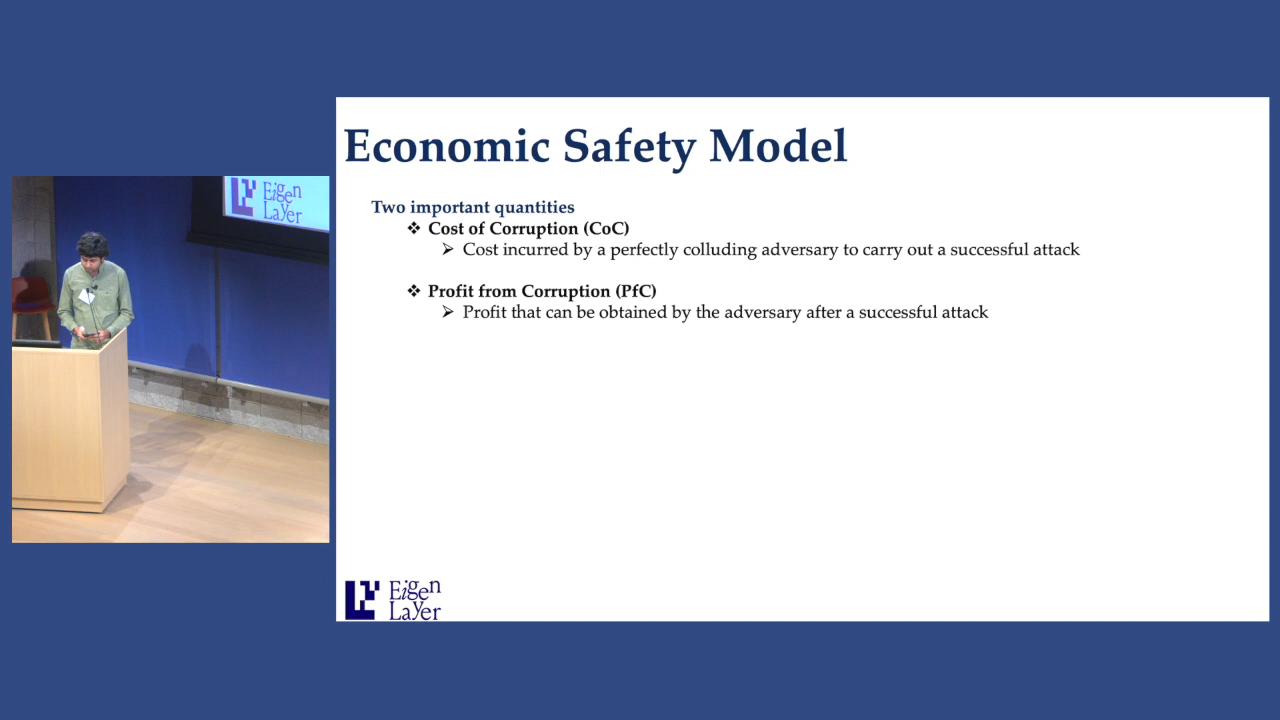 Eigen
Layer
Economic Safety Model
Two important quantities
❖ Cost of Corruption (CoC)
➢ Cost incurred by a perfectly colluding adversary to carry out a successful attack
❖ Profit from Corruption (PfC)
➢ Profit that can be obtained by the adversary after a successful attack
Eigen
Layer